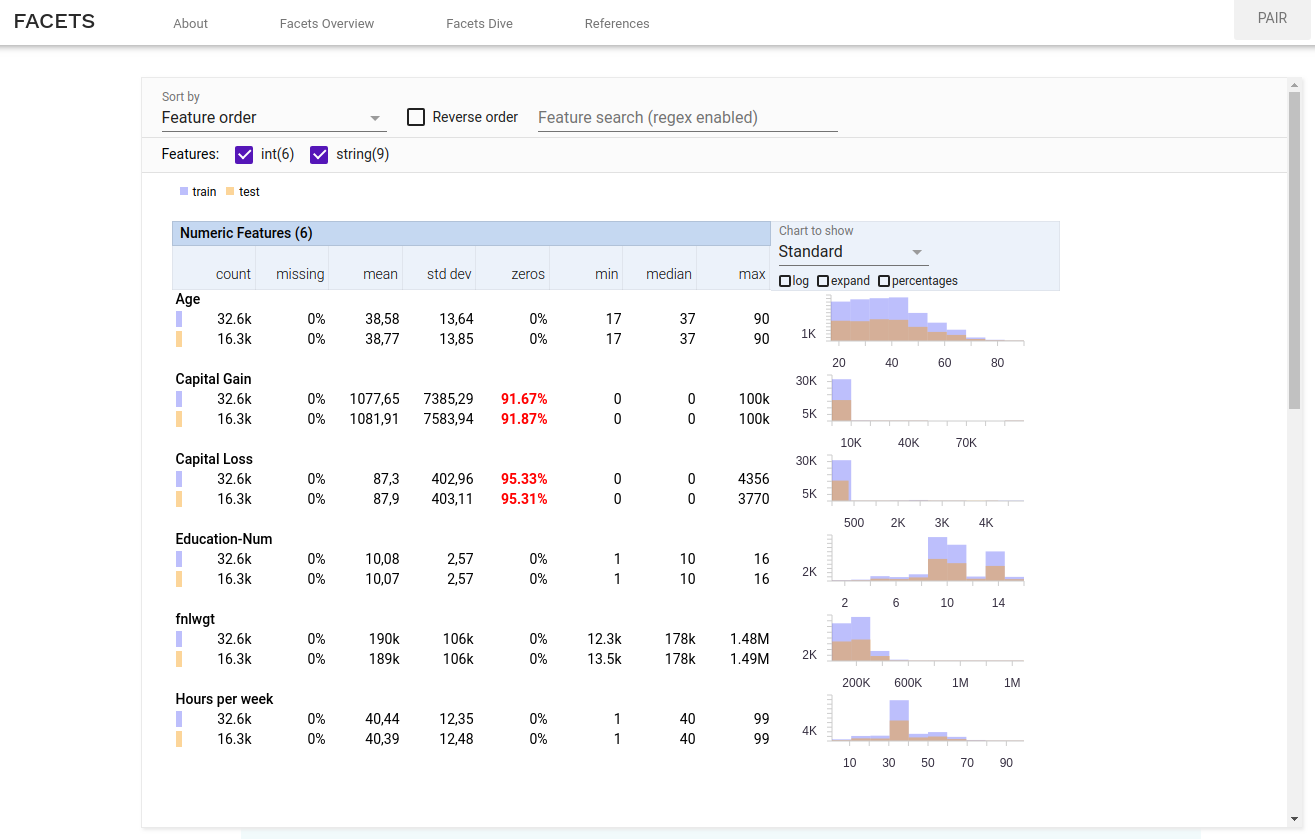 FACETS About Facets Overview Facets Dive References PAIR
Sort by
Feature order Reverse order Feature search (regex enabled)
Features: int(6) string(9)
train test
Numeric Features (6) Chart to show
Standard
count missing mean std dev zeros min median max
log expand percentages
Age
32.6k 0% 38,58 13,64 0% 17 37 90
16.3k 0% 38,77 13,85 0% 17 37 90
1K
20 40 60 80
Capital Gain
32.6k 0% 1077,65 7385,29 91.67% 0 0 100k
16.3k 0% 1081,91 7583,94 91.87% 0 0 100k
30K
5K
10K 40K 70K
Capital Loss
32.6k 0% 87,3 402,96 95.33% 0 0 4356
16.3k 0% 87,9 403,11 95.31% 0 0 3770
30K
5K
500 2K 3K 4K
Education-Num
32.6k 0% 10,08 2,57 0% 1 10 16
16.3k 0% 10,07 2,57 0% 1 10 16
2K
2 6 10 14
fnlwgt
32.6k 0% 190k 106k 0% 12.3k 178k 1.48M
16.3k 0% 189k 106k 0% 13.5k 178k 1.49M
2K
200K 600K 1M 1M
Hours per week
32.6k 0% 40,44 12,35 0% 1 40 99
16.3k 0% 40,39 12,48 0% 1 40 99
4K
10 30 50 70 90